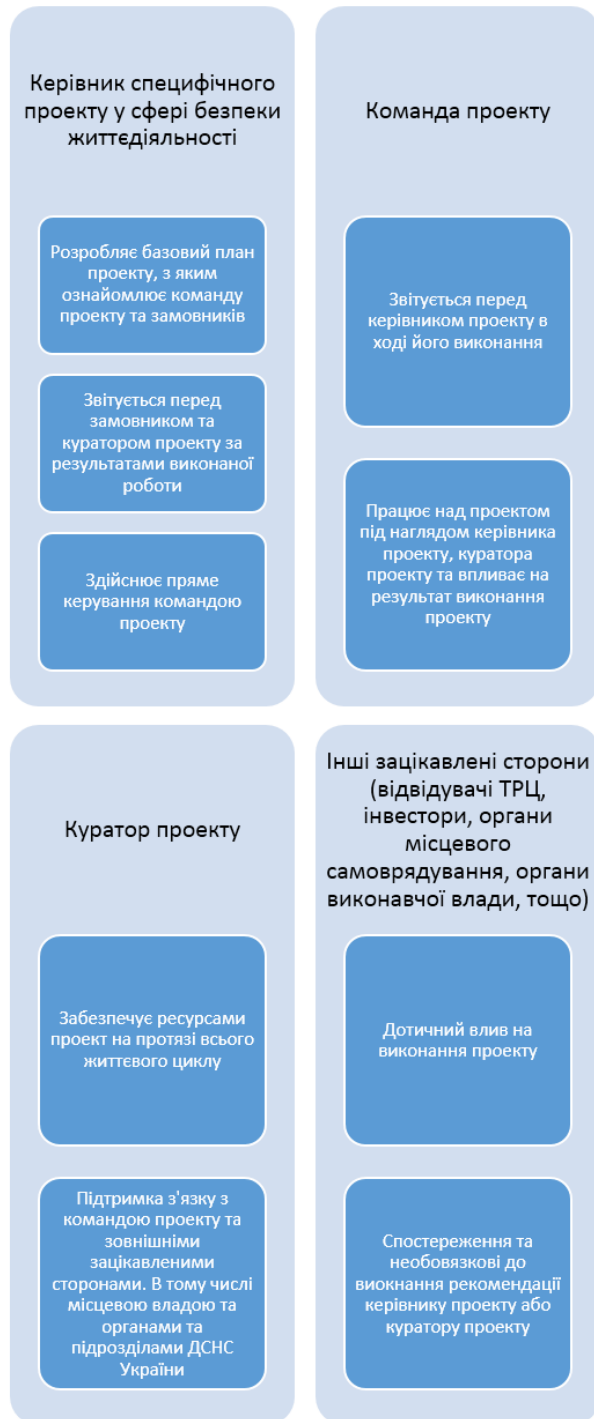 Керівник специфічного
проекту у сфері безпеки
життєдіяльності
Розробляє базовий план
проекту, з яким
ознайомлює команду
проекту та замовників
Звітується перед
замовником та
куратором проекту за
результатами виконаної
роботи
Здійснює пряме
керування командою
проекту
Команда проекту
Звітується перед
керівником проекту в
ході його виконання
Працює над проектом
під наглядом керівника
проекту, куратора
проекту та впливає на
результат виконання
проекту
Куратор проекту
Забезпечує ресурсами
проект на протязі всього
життєвого циклу
Підтримка з'язку з
командою проекту та
зовнішніми
зацікавленими
сторонами. В тому числі
місцевою владою та
органами та
підрозділами ДСНС
України
Інші зацікавлені сторони
(відвідувачі ТРЦ,
інвестори, органи
місцевого
самоврядування, органи
виконавчої влади, тощо)
Дотичний влив на
виконання проекту
Спостереження та
необовязкові до
виокнання рекомендації
керівнику проекту або
куратору проекту